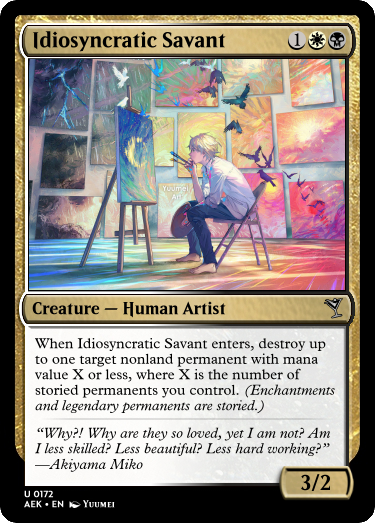 Idiosyncratic Savant 1
Yuumei
Art
Creature — Human Artist
When Idiosyncratic Savant enters, destroy up
to one target nonland permanent with mana
value X or less, where X is the number of
storied permanents you control. (Enchantments
and legendary permanents are storied.)
“Why?! Why are they so loved, yet I am not? Am
I less skilled? Less beautiful? Less hard working?”
—Akiyama Miko
3/2
U 0172
AEK • EN Yuumei